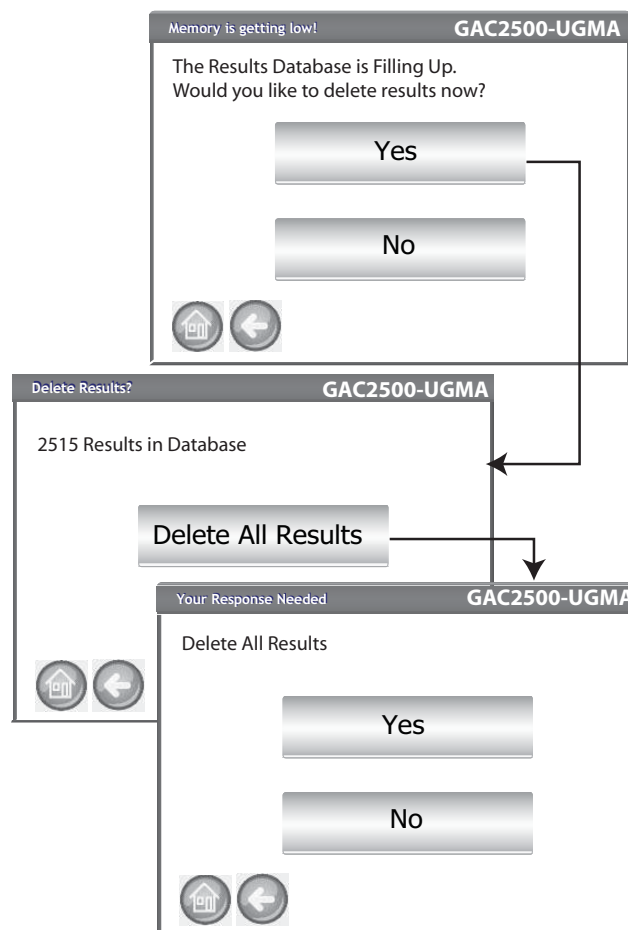 Memory is getting low!
GAC2500-UGMA
The Results Database is Filling Up.
Would you like to delete results now?
Yes
No
Delete Results?
GAC2500-UGMA
2515 Results in Database
Delete All Results
Your Response Needed
GAC2500-UGMA
Delete All Results
Yes
No